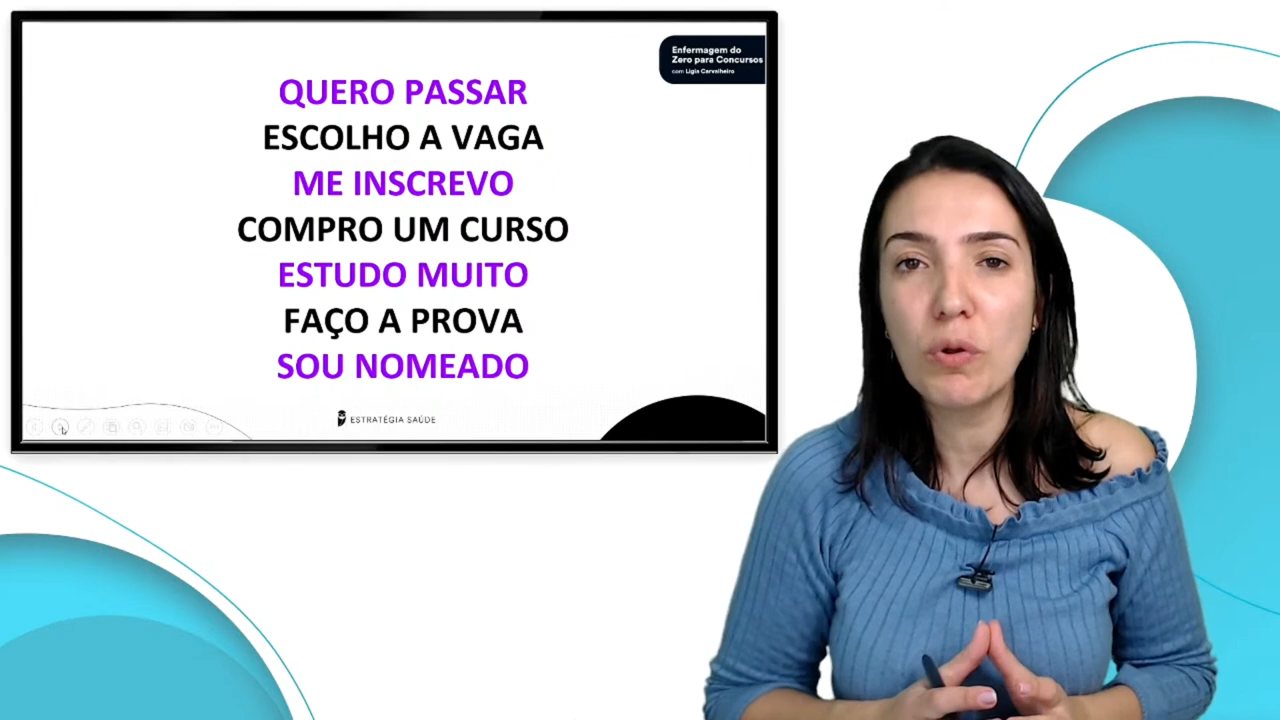 Enfermagem do
Zero para Concursos
com Ligia Carvalheiro
QUERO PASSAR
ESCOLHO A VAGA
ME INSCREVO
COMPRO UM CURSO
ESTUDO MUITO
FAÇO A PROVA
SOU NOMEADO
ESTRATÉGIA SAÚDE